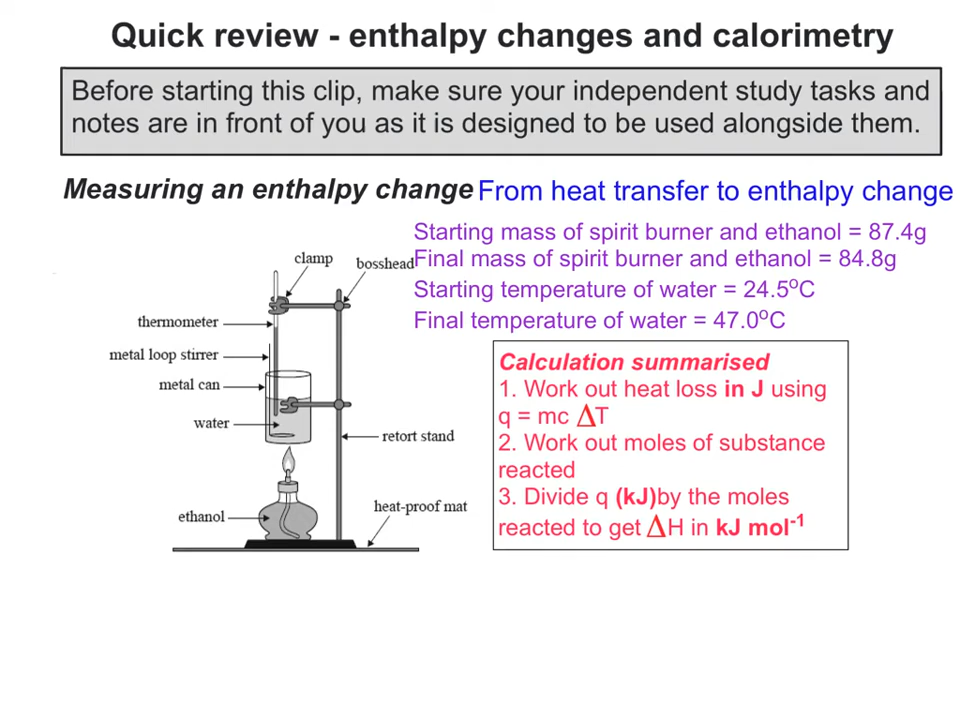 Quick review - enthalpy changes and calorimetry
Before starting this clip, make sure your independent study tasks and
notes are in front of you as it is designed to be used alongside them.
Measuring an enthalpy change From heat transfer to enthalpy change
Starting mass of spirit burner and ethanol = 87.4g
Final mass of spirit burner and ethanol = 84.8g
Starting temperature of water = 24.5°C
Final temperature of water = 47.0°C
clamp
bosshead
thermometer
metal loop stirrer
metal can
water
retort stand
ethanol
heat-proof mat
Calculation summarised
1. Work out heat loss in J using
q = mc ΔT
2. Work out moles of substance
reacted
3. Divide q (kJ)by the moles
reacted to get ΔH in kJ mol⁻¹